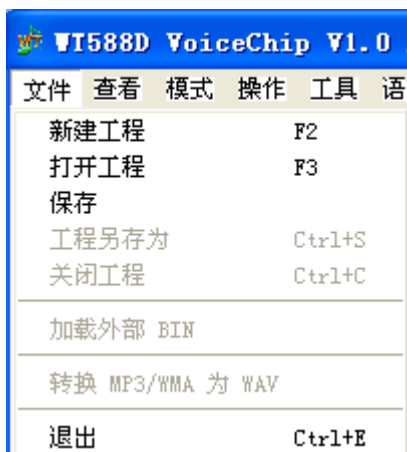 WT588D VoiceChip V1.0
文件 查看 模式 操作 工具 语
新建工程 F2
打开工程 F3
保存
工程另存为 Ctrl+S
关闭工程 Ctrl+C
加载外部 BIN
转换 MP3/WMA 为 WAV
退出 Ctrl+E